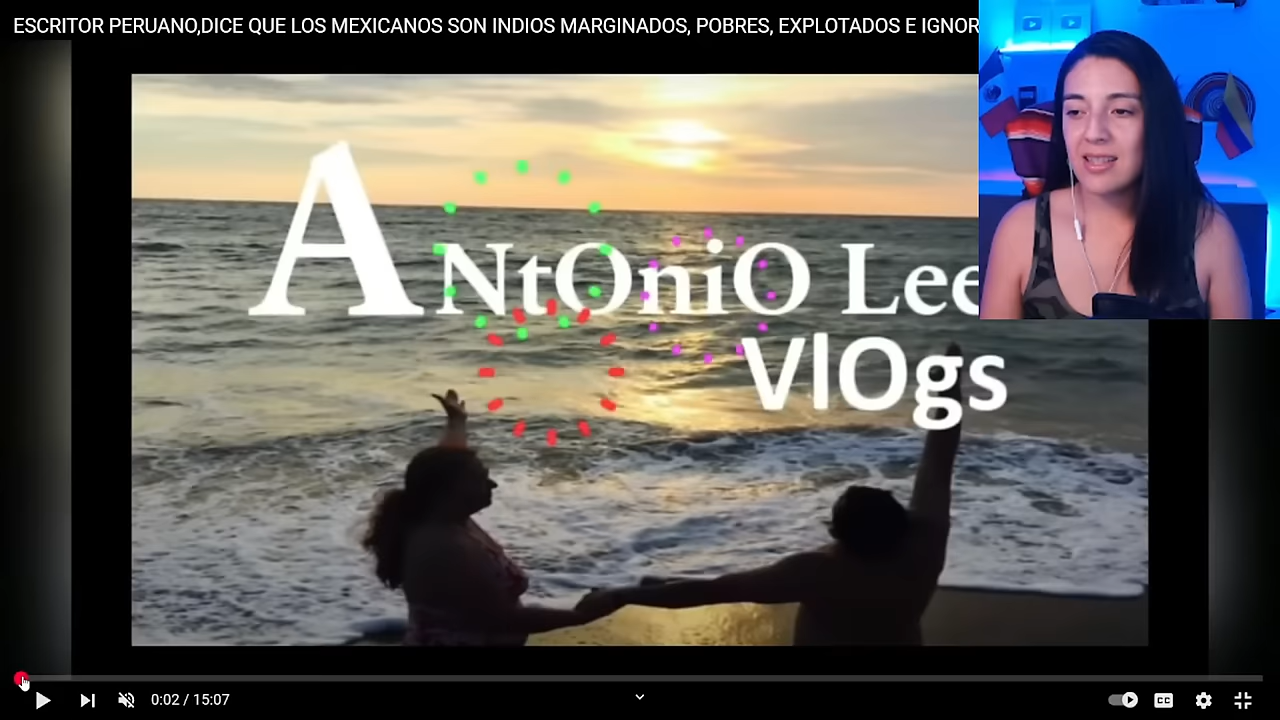 ESCRITOR PERUANO,DICE QUE LOS MEXICANOS SON INDIOS MARGINADOS, POBRES, EXPLOTADOS E IGNOR
AntOniO Lee
VlOgs
0:02 / 15:07
CC